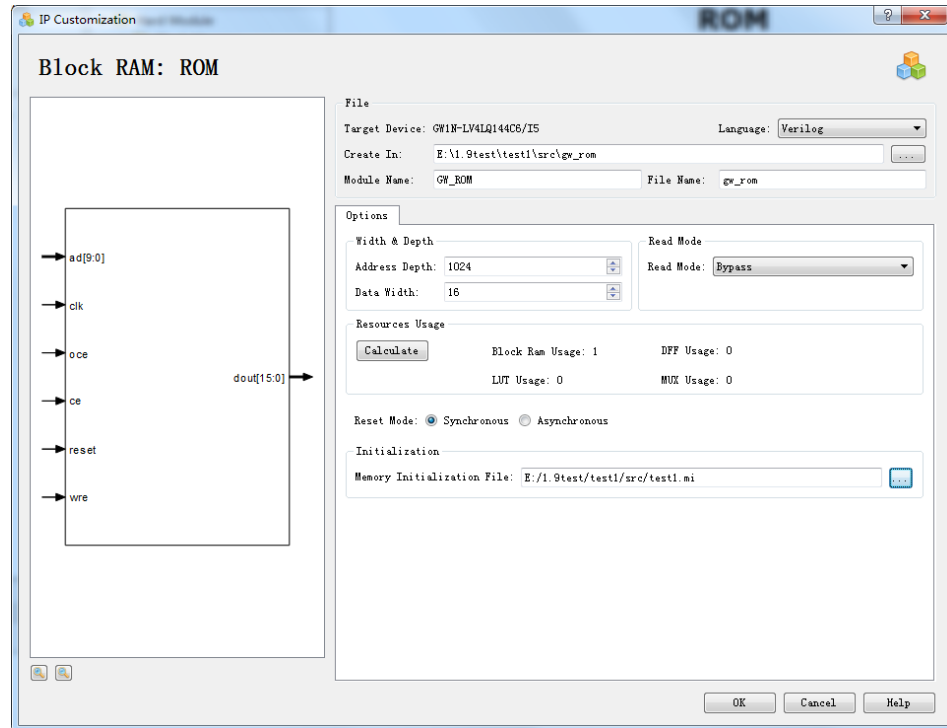 IP Customization
ROM
Block RAM: ROM
File
Target Device: GW1N-LV4LQ144C6/I5 Language: Verilog
Create In: E:\1.9test\test1\src\gw_rom ...
Module Name: GW_ROM File Name: gw_rom
Options
Width & Depth
Read Mode
Address Depth: 1024
Read Mode: Bypass
Data Width: 16
Resources Usage
Calculate Block Ram Usage: 1 DFF Usage: 0
LUT Usage: 0 MUX Usage: 0
Reset Mode: Synchronous Asynchronous
Initialization
Memory Initialization File: E:/1.9test/test1/src/test1.mi ...
ad[9:0]
clk
oce
dout[15:0]
ce
reset
wre
OK Cancel Help